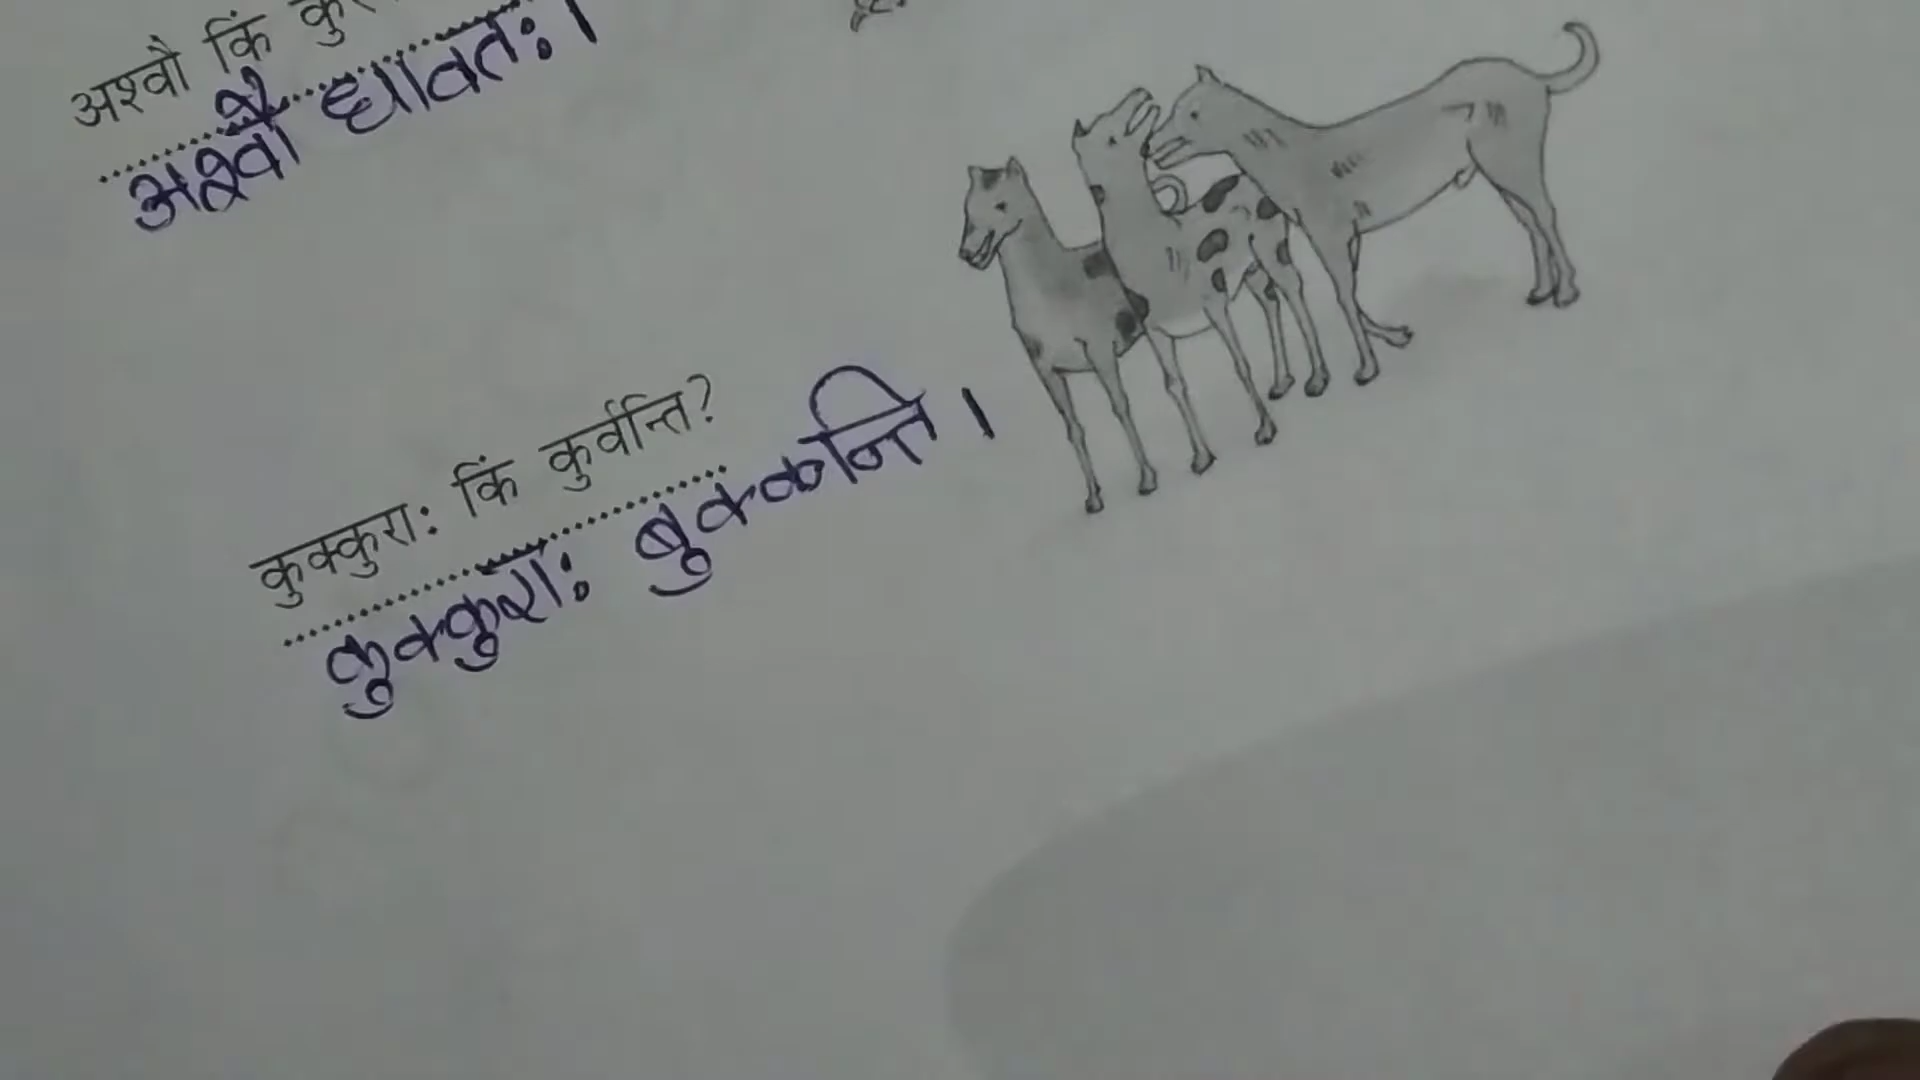 अश्वौ किं
अश्वौ धावतः।
कुक्कुराः किं कुर्वन्ति?
कुक्कुराः बुक्कन्ति।